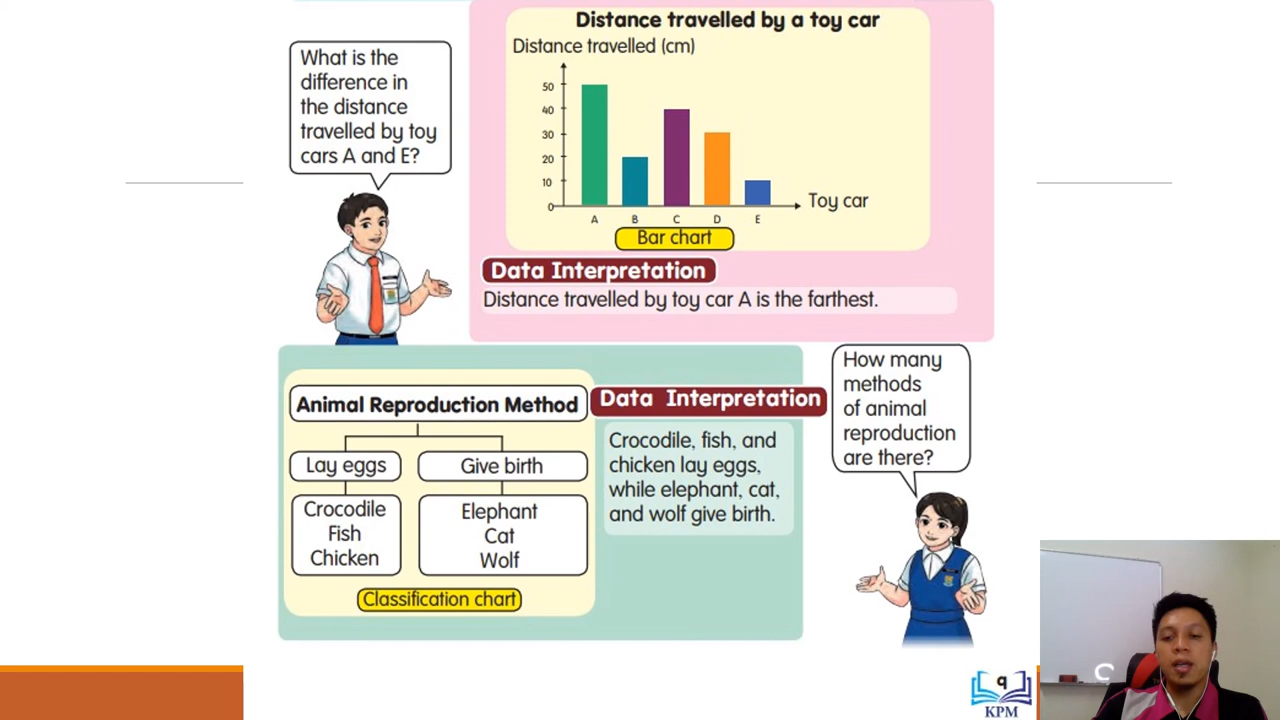 Distance travelled by a toy car
Distance travelled (cm)
What is the
difference in
the distance
travelled by toy
cars A and E?
50
40
30
20
10
0
A B C D E
Toy car
Bar chart
Data Interpretation
Distance travelled by toy car A is the farthest.
Animal Reproduction Method
Lay eggs
Give birth
Crocodile
Fish
Chicken
Elephant
Cat
Wolf
Classification chart
Data Interpretation
Crocodile, fish, and
chicken lay eggs,
while elephant, cat,
and wolf give birth.
How many
methods
of animal
reproduction
are there?
9
KPM